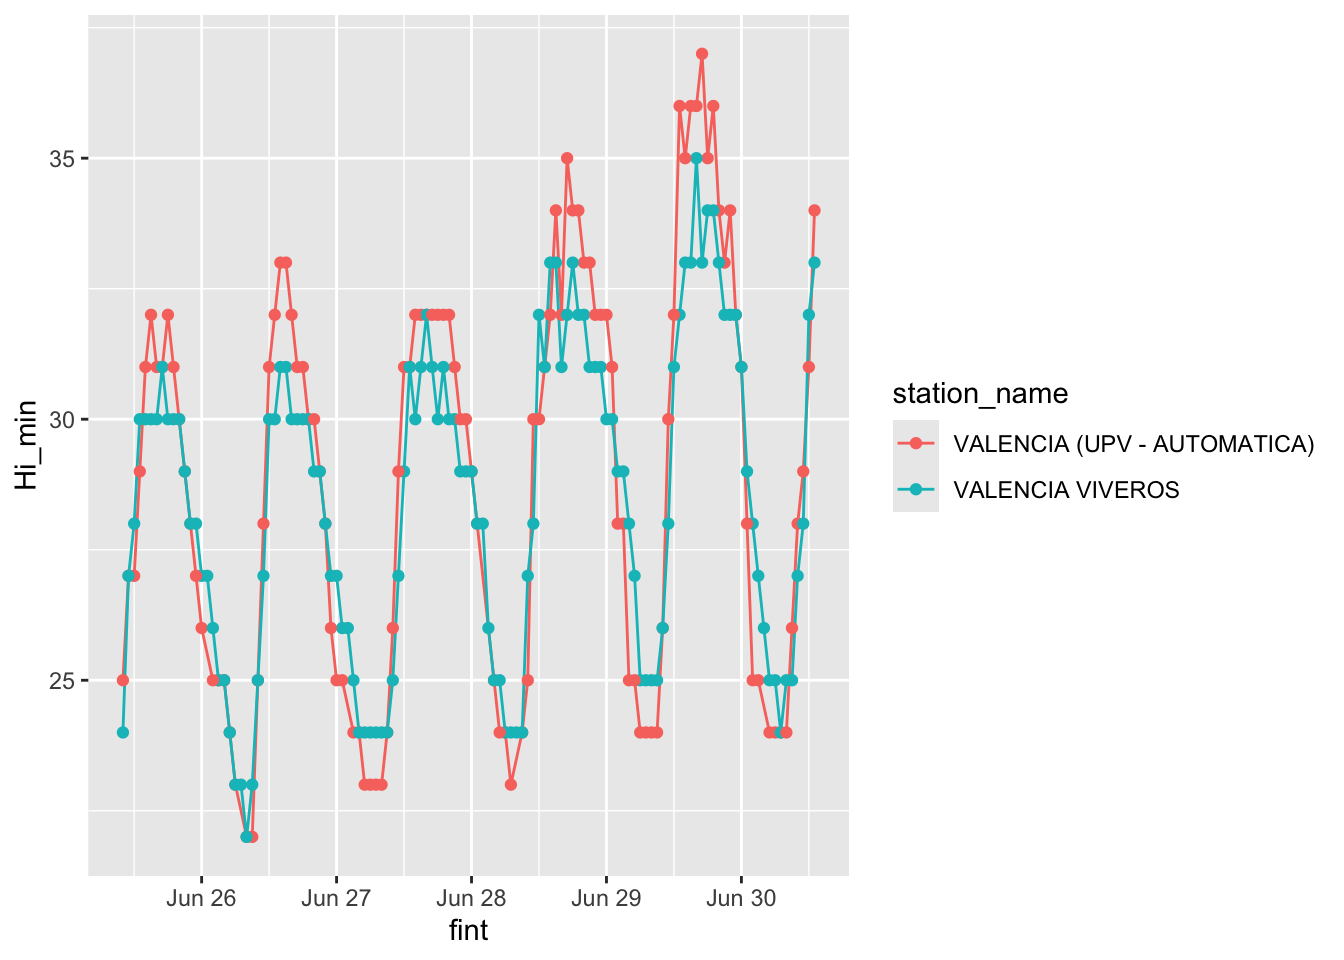 Hi_min
35
30
25
Jun 26
Jun 27
Jun 28
Jun 29
Jun 30
fint
station_name
VALENCIA (UPV - AUTOMATICA)
VALENCIA VIVEROS